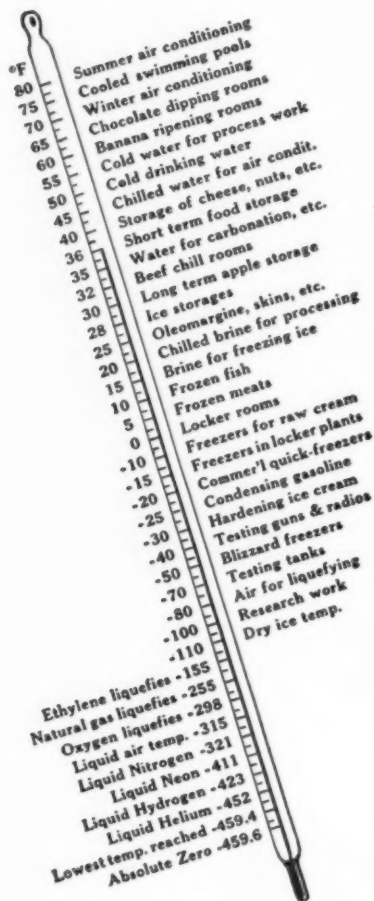 °F
80 Summer air conditioning
75 Cooled swimming pools
70 Winter air conditioning
65 Chocolate dipping rooms
60 Banana ripening rooms
55 Cold water for process work
50 Cold drinking water
45 Chilled water for air condit.
40 Storage of cheese, nuts, etc.
36 Short term food storage
35 Water for carbonation, etc.
32 Beef chill rooms
30 Long term apple storage
28 Ice storages
25 Oleomargine, skins, etc.
20 Chilled brine for processing
15 Brine for freezing ice
10 Frozen fish
5 Frozen meats
0 Locker rooms
-10 Freezers for raw cream
-15 Freezers in locker plants
-20 Commer'l quick-freezers
-25 Condensing gasoline
-30 Hardening ice cream
-40 Testing guns & radios
-50 Blizzard freezers
-70 Testing tanks
-80 Air for liquefying
-100 Research work
-110 Dry ice temp.
Ethylene liquefies -155
Natural gas liquefies -255
Oxygen liquefies -298
Liquid air temp. -315
Liquid Nitrogen -321
Liquid Neon -411
Liquid Hydrogen -423
Liquid Helium -452
Lowest temp. reached -459.4
Absolute Zero -459.6